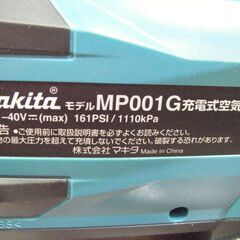 akita モデル MP001G 充電式空気
–40V⎓(max) 161PSI / 1110kPa
告 ●ご使用前に取扱説明書を必ずよくお読みください。
物の最大圧力を超えて充填しないでください。破裂する恐れがあります。
株式会社マキタ Made in China